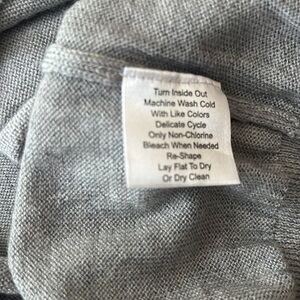 Turn Inside Out
Machine Wash Cold
With Like Colors
Delicate Cycle
Only Non-Chlorine
Bleach When Needed
Re-Shape
Lay Flat To Dry
Or Dry Clean